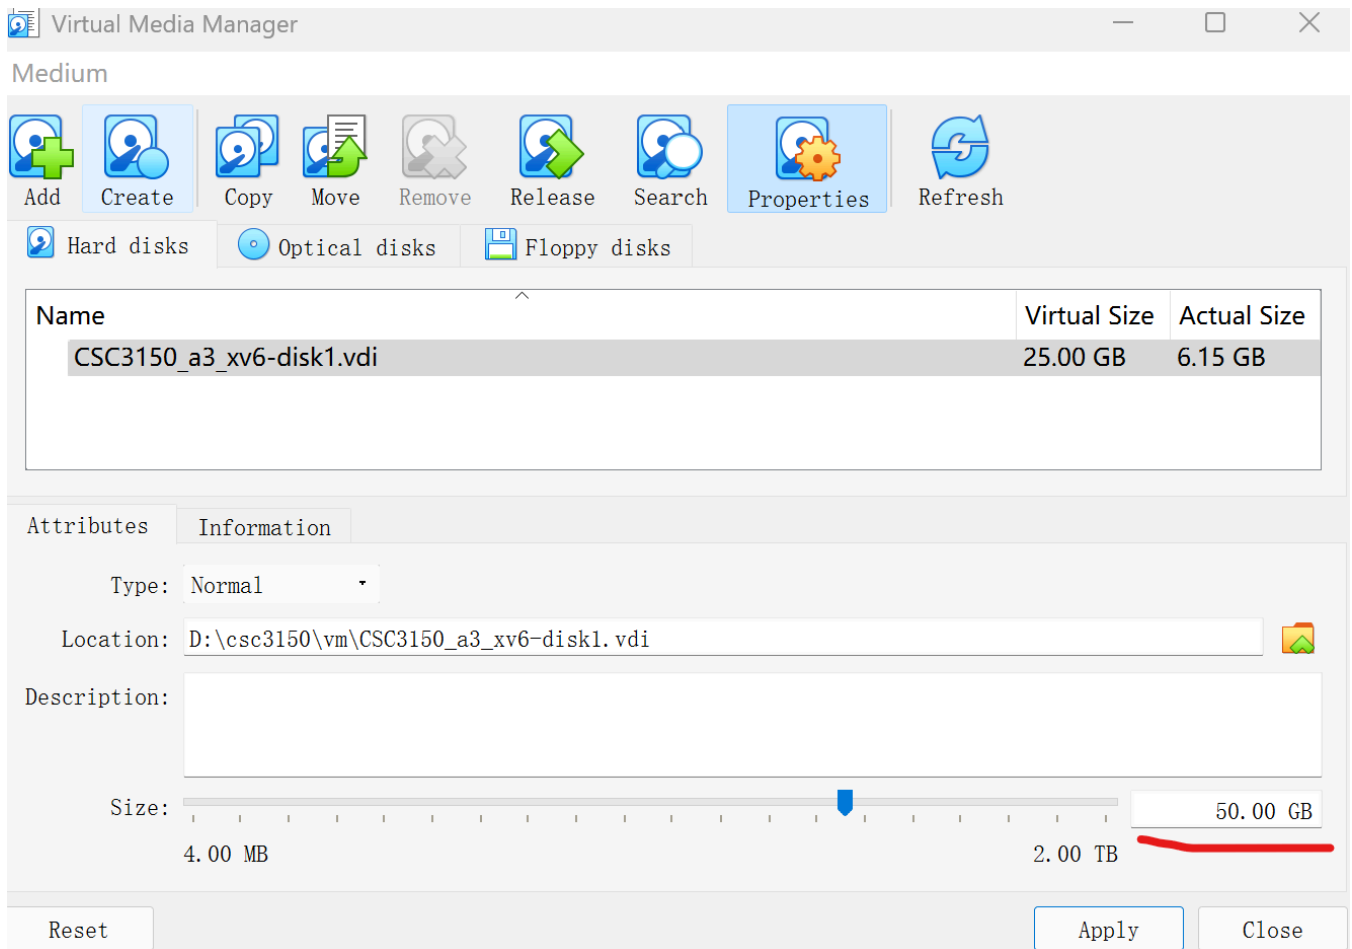 Virtual Media Manager
Medium
Add Create Copy Move Remove Release Search Properties Refresh
Hard disks Optical disks Floppy disks
Name Virtual Size Actual Size
CSC3150_a3_xv6-disk1.vdi 25.00 GB 6.15 GB
Attributes Information
Type: Normal
Location: D:\csc3150\vm\CSC3150_a3_xv6-disk1.vdi
Description:
Size: 50.00 GB
4.00 MB 2.00 TB
Reset Apply Close